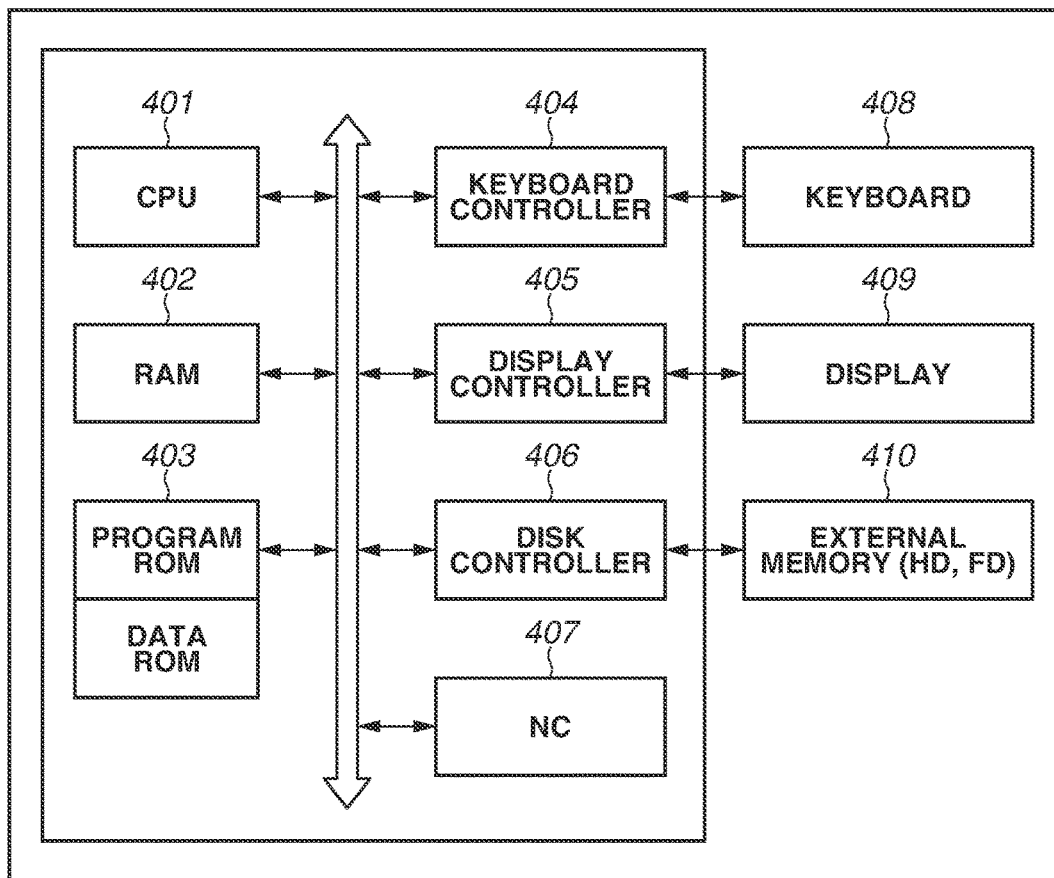 401
404
408
CPU
KEYBOARD
CONTROLLER
KEYBOARD
402
405
409
RAM
DISPLAY
CONTROLLER
DISPLAY
403
406
410
PROGRAM
ROM
DISK
CONTROLLER
EXTERNAL
MEMORY (HD, FD)
DATA
ROM
407
NC